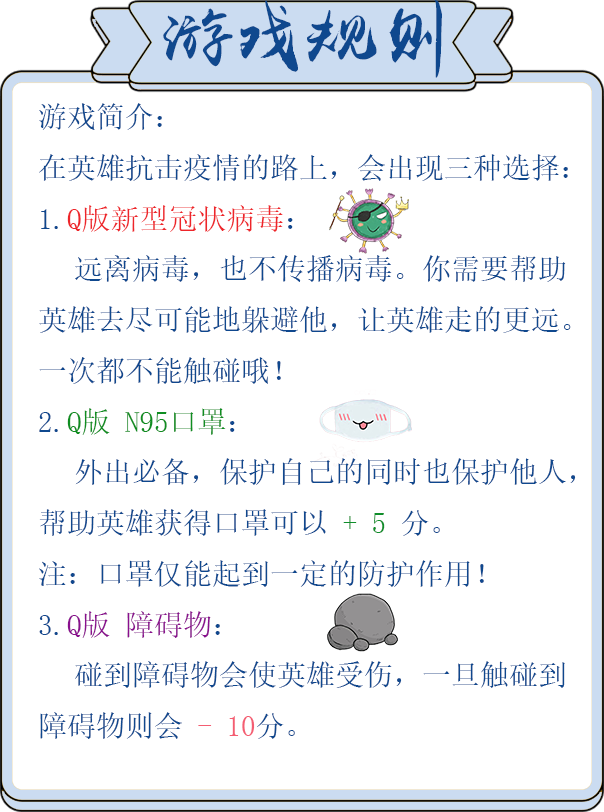 游戏规则
游戏简介：
在英雄抗击疫情的路上，会出现三种选择：
1.Q版新型冠状病毒：
远离病毒，也不传播病毒。你需要帮助
英雄去尽可能地躲避他，让英雄走的更远。
一次都不能触碰哦！
2.Q版 N95口罩：
外出必备，保护自己的同时也保护他人，
帮助英雄获得口罩可以 + 5 分。
注：口罩仅能起到一定的防护作用！
3.Q版 障碍物：
碰到障碍物会使英雄受伤，一旦触碰到
障碍物则会 - 10分。